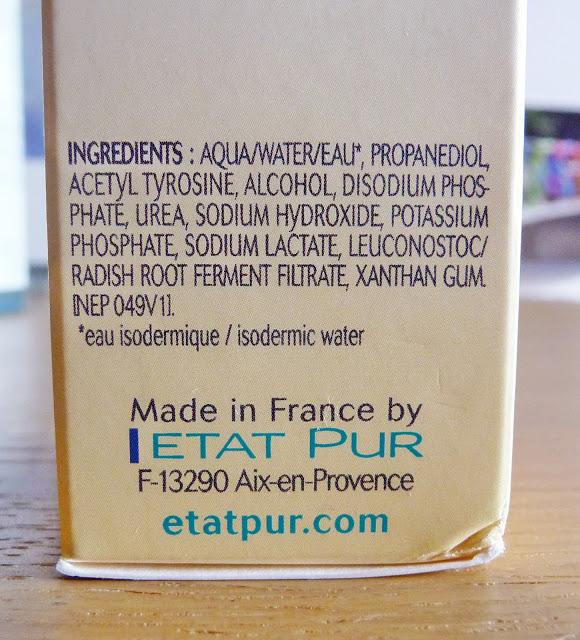 INGREDIENTS : AQUA/WATER/EAU*, PROPANEDIOL,
ACETYL TYROSINE, ALCOHOL, DISODIUM PHOS-
PHATE, UREA, SODIUM HYDROXIDE, POTASSIUM
PHOSPHATE, SODIUM LACTATE, LEUCONOSTOC/
RADISH ROOT FERMENT FILTRATE, XANTHAN GUM.
[NEP 049V1].
*eau isodermique / isodermic water
Made in France by
ETAT PUR
F-13290 Aix-en-Provence
etatpur.com